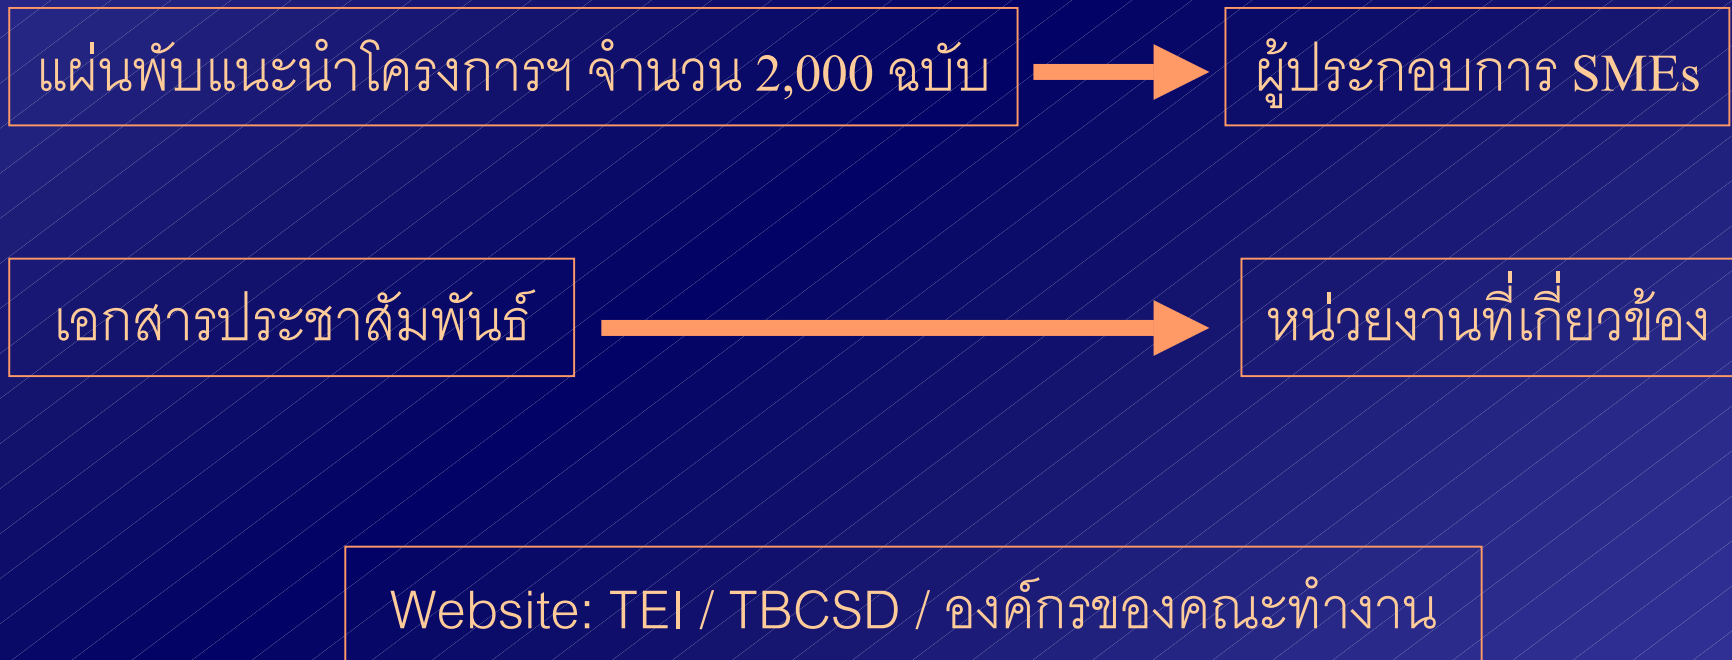 แผ่นพับแนะนำโครงการฯ จำนวน 2,000 ฉบับ
ผู้ประกอบการ SMEs
เอกสารประชาสัมพันธ์
หน่วยงานที่เกี่ยวข้อง
Website: TEI / TBCSD / องค์กรของคณะทำงาน